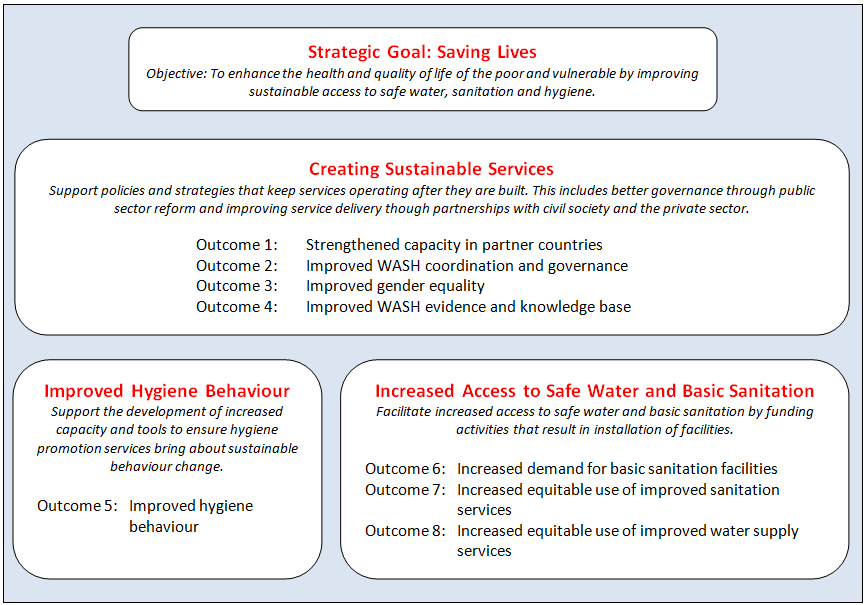 Strategic Goal: Saving Lives
Objective: To enhance the health and quality of life of the poor and vulnerable by improving
sustainable access to safe water, sanitation and hygiene.
Creating Sustainable Services
Support policies and strategies that keep services operating after they are built. This includes better governance through public
sector reform and improving service delivery though partnerships with civil society and the private sector.
Outcome 1: Strengthened capacity in partner countries
Outcome 2: Improved WASH coordination and governance
Outcome 3: Improved gender equality
Outcome 4: Improved WASH evidence and knowledge base
Improved Hygiene Behaviour
Support the development of increased
capacity and tools to ensure hygiene
promotion services bring about sustainable
behaviour change.
Outcome 5: Improved hygiene
behaviour
Increased Access to Safe Water and Basic Sanitation
Facilitate increased access to safe water and basic sanitation by funding
activities that result in installation of facilities.
Outcome 6: Increased demand for basic sanitation facilities
Outcome 7: Increased equitable use of improved sanitation
services
Outcome 8: Increased equitable use of improved water supply
services